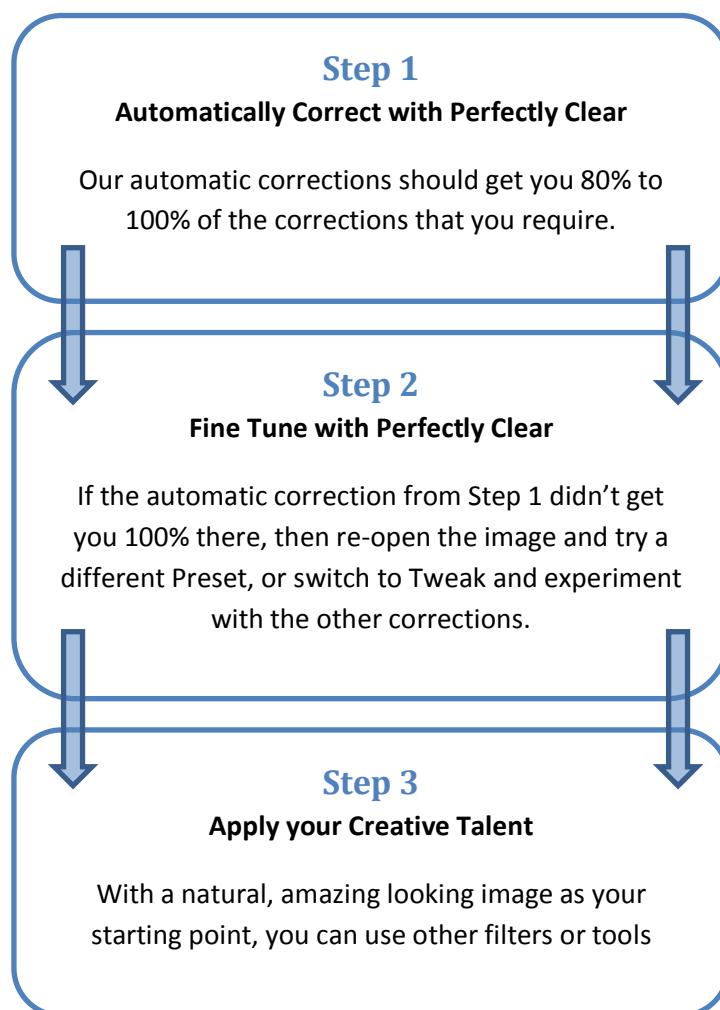 Step 1
Automatically Correct with Perfectly Clear
Our automatic corrections should get you 80% to
100% of the corrections that you require.
Step 2
Fine Tune with Perfectly Clear
If the automatic correction from Step 1 didn’t get
you 100% there, then re-open the image and try a
different Preset, or switch to Tweak and experiment
with the other corrections.
Step 3
Apply your Creative Talent
With a natural, amazing looking image as your
starting point, you can use other filters or tools